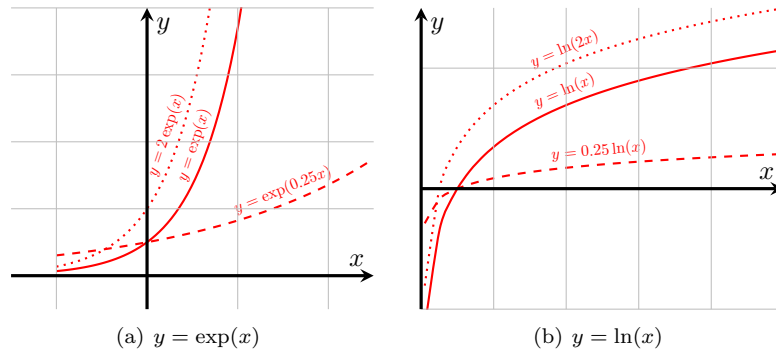 y
y = 2 exp(x)
y = exp(x)
y = exp(0.25x)
x
(a) y = exp(x)
y = ln(2x)
y = ln(x)
y = 0.25 ln(x)
x
y
(b) y = ln(x)